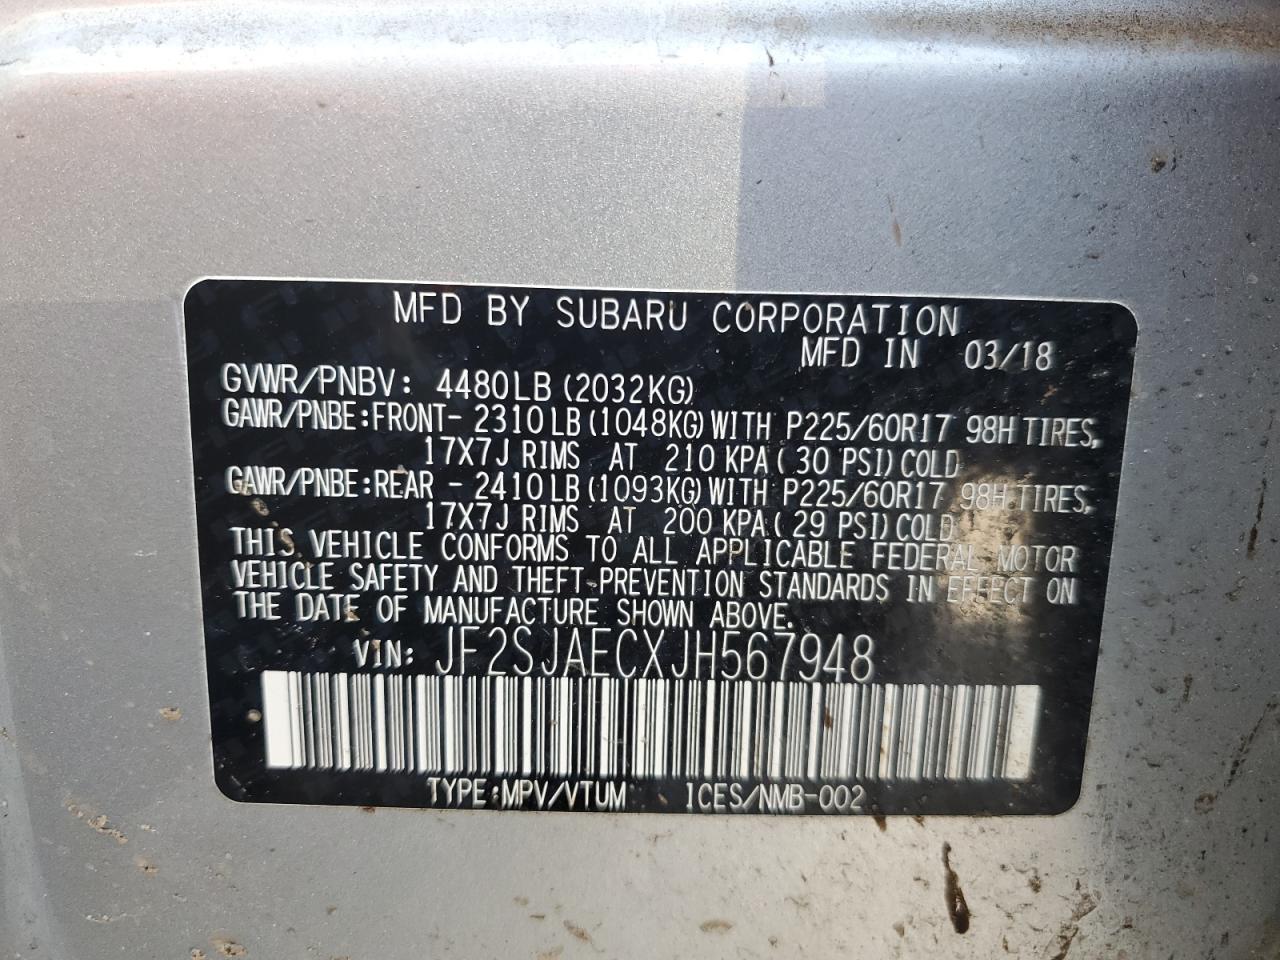 MFD BY SUBARU CORPORATION
MFD IN 03/18
GVWR/PNBV: 4480LB (2032KG)
GAWR/PNBE:FRONT- 2310LB (1048KG) WITH P225/60R17 98H TIRES,
17X7J RIMS AT 210 KPA ( 30 PSI) COLD
GAWR/PNBE:REAR - 2410LB (1093KG) WITH P225/60R17 98H TIRES,
17X7J RIMS AT 200 KPA ( 29 PSI) COLD
THIS VEHICLE CONFORMS TO ALL APPLICABLE FEDERAL MOTOR
VEHICLE SAFETY AND THEFT PREVENTION STANDARDS IN EFFECT ON
THE DATE OF MANUFACTURE SHOWN ABOVE.
VIN: JF2SJAECXJH567948
TYPE:MPV/VTUM ICES/NMB-002